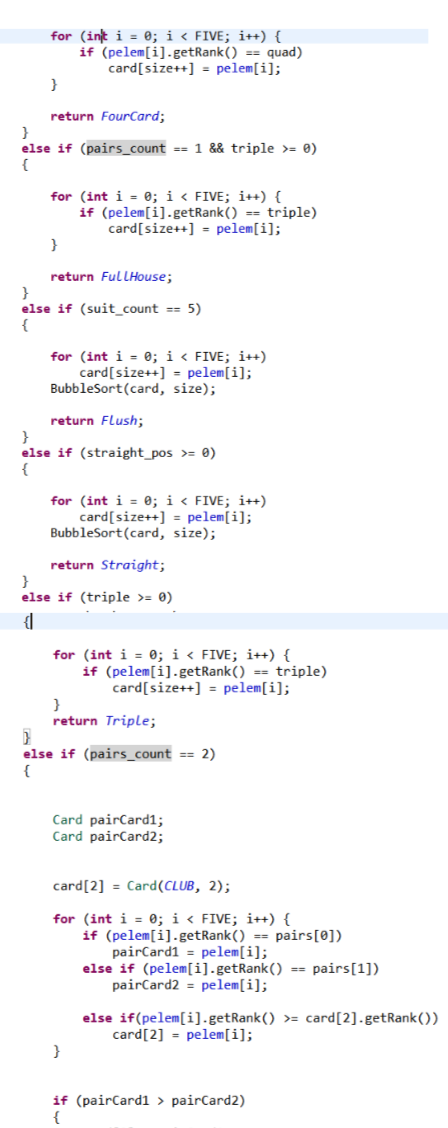 for (int i = 0; i < FIVE; i++) {
if (pelem[i].getRank() == quad)
card[size++] = pelem[i];
}
return FourCard;
}
else if (pairs_count == 1 && triple >= 0)
{
for (int i = 0; i < FIVE; i++) {
if (pelem[i].getRank() == triple)
card[size++] = pelem[i];
}
return FullHouse;
}
else if (suit_count == 5)
{
for (int i = 0; i < FIVE; i++)
card[size++] = pelem[i];
BubbleSort(card, size);
return Flush;
}
else if (straight_pos >= 0)
{
for (int i = 0; i < FIVE; i++)
card[size++] = pelem[i];
BubbleSort(card, size);
return Straight;
}
else if (triple >= 0)
{
for (int i = 0; i < FIVE; i++) {
if (pelem[i].getRank() == triple)
card[size++] = pelem[i];
}
return Triple;
}
else if (pairs_count == 2)
{
Card pairCard1;
Card pairCard2;
card[2] = Card(CLUB, 2);
for (int i = 0; i < FIVE; i++) {
if (pelem[i].getRank() == pairs[0])
pairCard1 = pelem[i];
else if (pelem[i].getRank() == pairs[1])
pairCard2 = pelem[i];
else if(pelem[i].getRank() >= card[2].getRank())
card[2] = pelem[i];
}
if (pairCard1 > pairCard2)
{